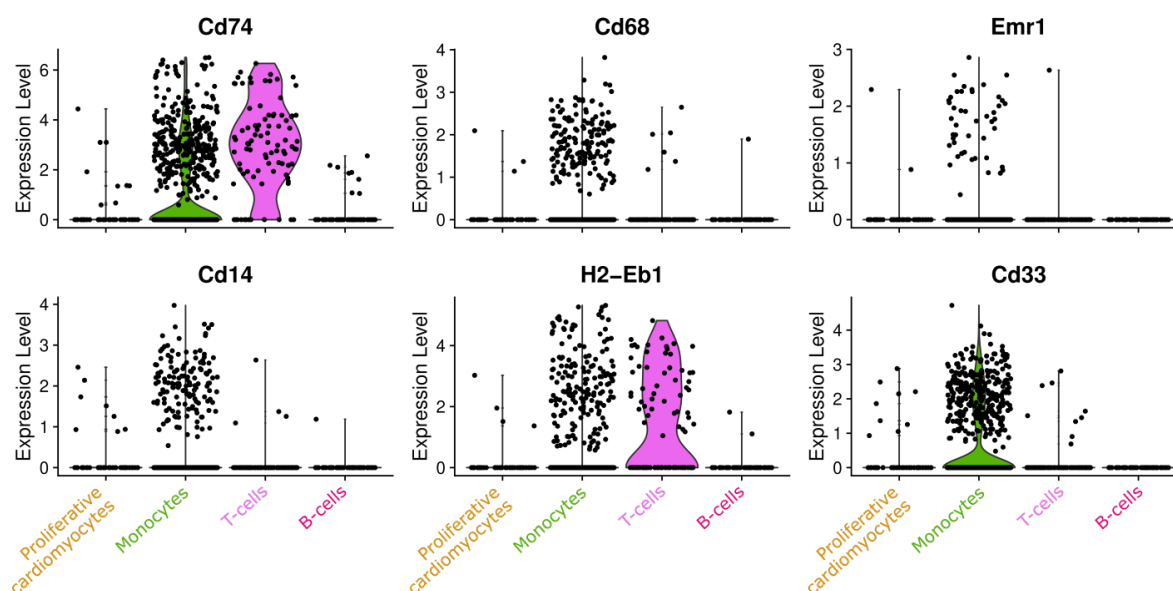 Cd74
Cd68
Emr1
Expression Level
6
4
2
0
Expression Level
4
3
2
1
0
Expression Level
3
2
1
0
Cd14
H2−Eb1
Cd33
Expression Level
4
3
2
1
0
Expression Level
4
2
0
Expression Level
4
3
2
1
0
Proliferative
cardiomyocytes
Monocytes
T-cells
B-cells
Proliferative
cardiomyocytes
Monocytes
T-cells
B-cells
Proliferative
cardiomyocytes
Monocytes
T-cells
B-cells